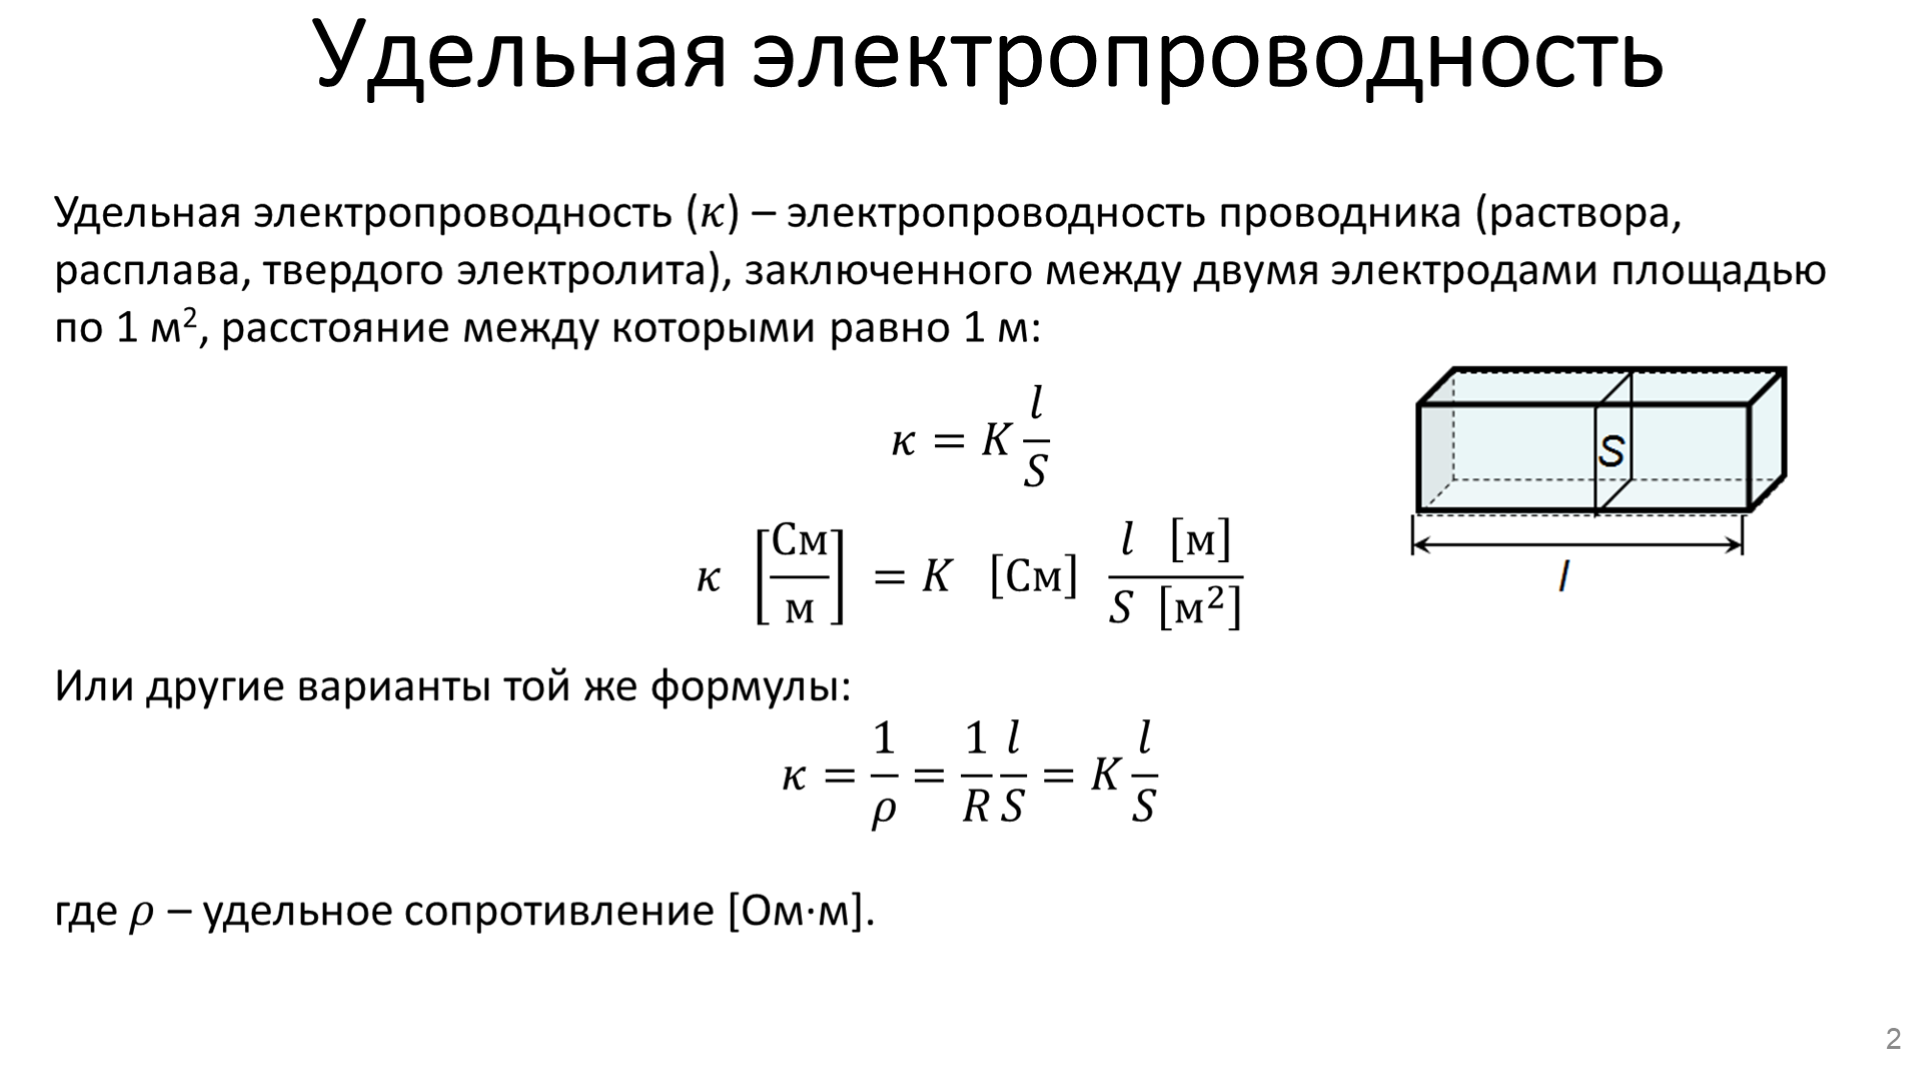 Удельная электропроводность
Удельная электропроводность (κ) – электропроводность проводника (раствора,
расплава, твердого электролита), заключенного между двумя электродами площадью
по 1 м², расстояние между которыми равно 1 м:
κ = K l/S
S
κ [См/м] = K [См] l [м]/S [м²]
l
Или другие варианты той же формулы:
κ = 1/ρ = 1/R l/S = K l/S
где ρ – удельное сопротивление [Ом·м].
2